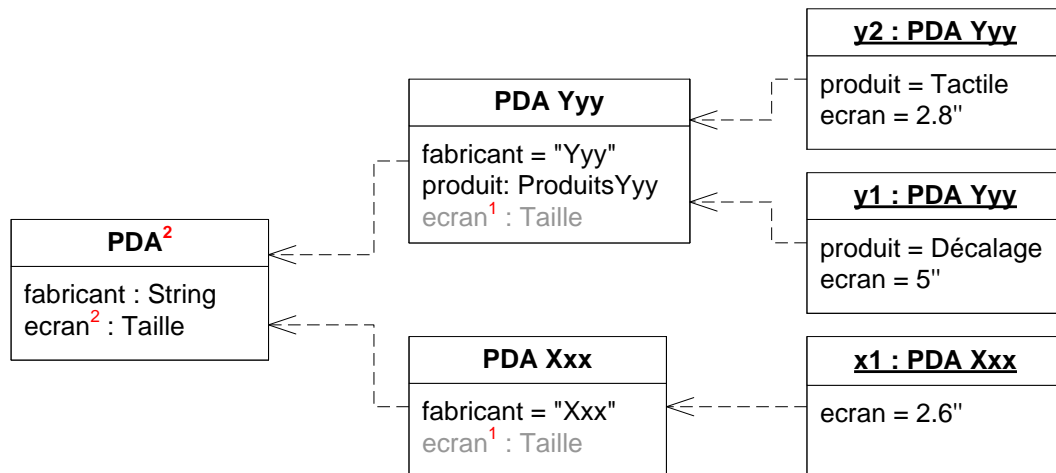 PDA²
fabricant : String
ecran² : Taille
PDA Yyy
fabricant = "Yyy"
produit: ProduitsYyy
ecran¹ : Taille
PDA Xxx
fabricant = "Xxx"
ecran¹ : Taille
y2 : PDA Yyy
produit = Tactile
ecran = 2.8"
y1 : PDA Yyy
produit = Décalage
ecran = 5"
x1 : PDA Xxx
ecran = 2.6"